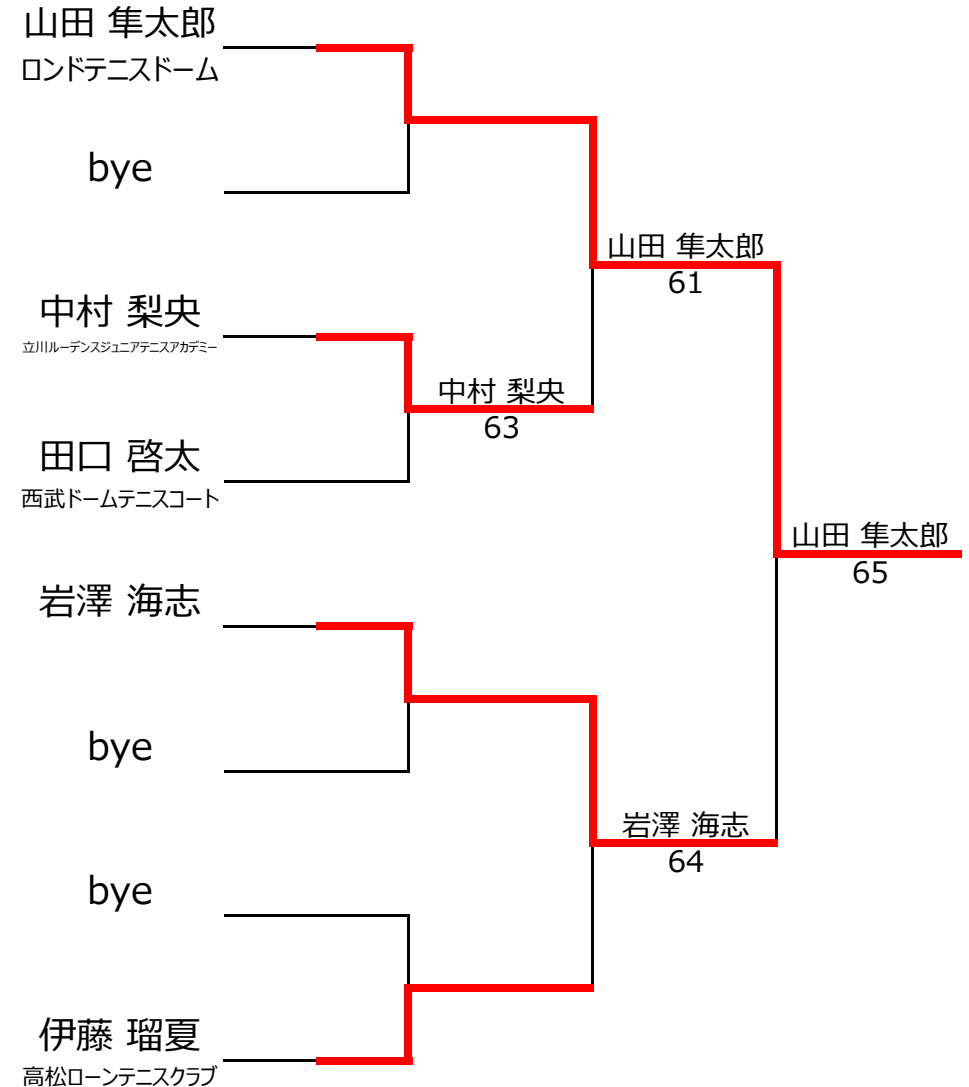 山田 隼太郎
ロンドテニスドーム
bye
中村 梨央
立川ルーデンスジュニアテニスアカデミー
田口 啓太
西武ドームテニスコート
岩澤 海志
bye
bye
伊藤 瑠夏
高松ローンテニスクラブ
中村 梨央
63
山田 隼太郎
61
岩澤 海志
64
山田 隼太郎
65